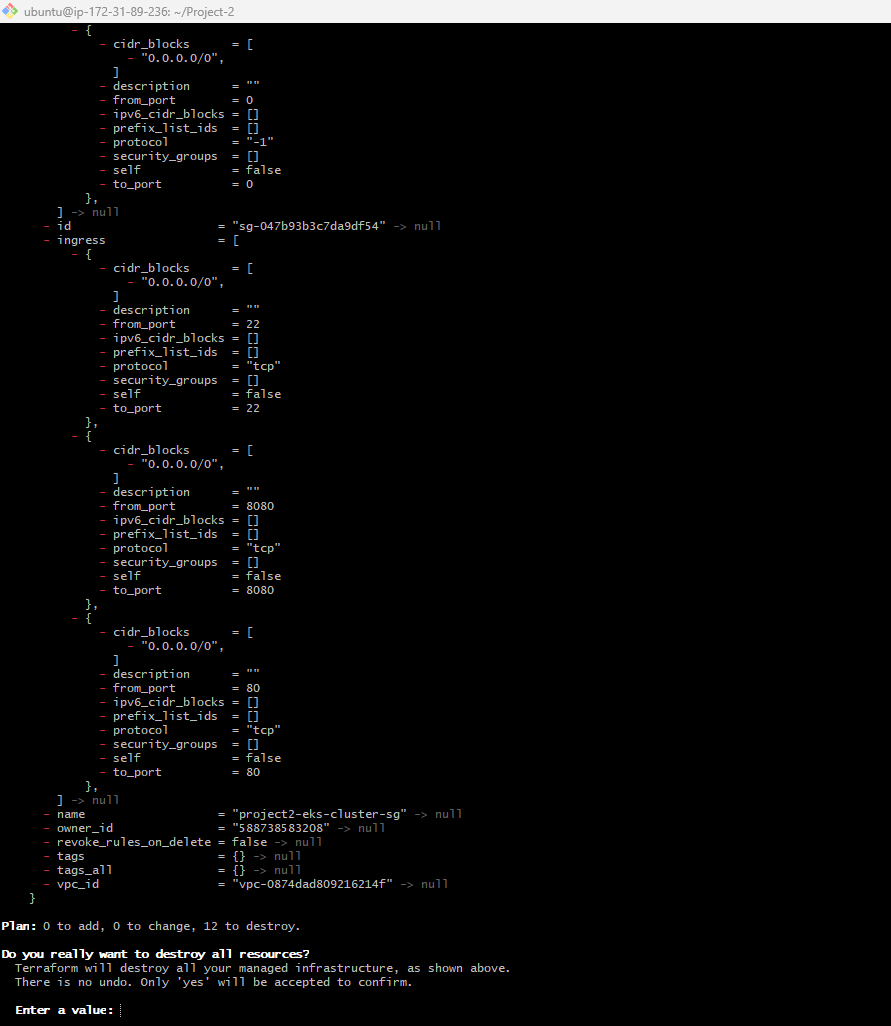 ubuntu@ip-172-31-89-236: ~/Project-2
- {
- cidr_blocks = [
- "0.0.0.0/0",
]
- description = ""
- from_port = 0
- ipv6_cidr_blocks = []
- prefix_list_ids = []
- protocol = "-1"
- security_groups = []
- self = false
- to_port = 0
},
] -> null
- id = "sg-047b93b3c7da9df54" -> null
- ingress = [
- {
- cidr_blocks = [
- "0.0.0.0/0",
]
- description = ""
- from_port = 22
- ipv6_cidr_blocks = []
- prefix_list_ids = []
- protocol = "tcp"
- security_groups = []
- self = false
- to_port = 22
},
- {
- cidr_blocks = [
- "0.0.0.0/0",
]
- description = ""
- from_port = 8080
- ipv6_cidr_blocks = []
- prefix_list_ids = []
- protocol = "tcp"
- security_groups = []
- self = false
- to_port = 8080
},
- {
- cidr_blocks = [
- "0.0.0.0/0",
]
- description = ""
- from_port = 80
- ipv6_cidr_blocks = []
- prefix_list_ids = []
- protocol = "tcp"
- security_groups = []
- self = false
- to_port = 80
},
] -> null
- name = "project2-eks-cluster-sg" -> null
- owner_id = "588738583208" -> null
- revoke_rules_on_delete = false -> null
- tags = {} -> null
- tags_all = {} -> null
- vpc_id = "vpc-0874dad809216214f" -> null
}
Plan: 0 to add, 0 to change, 12 to destroy.
Do you really want to destroy all resources?
Terraform will destroy all your managed infrastructure, as shown above.
There is no undo. Only 'yes' will be accepted to confirm.
Enter a value: